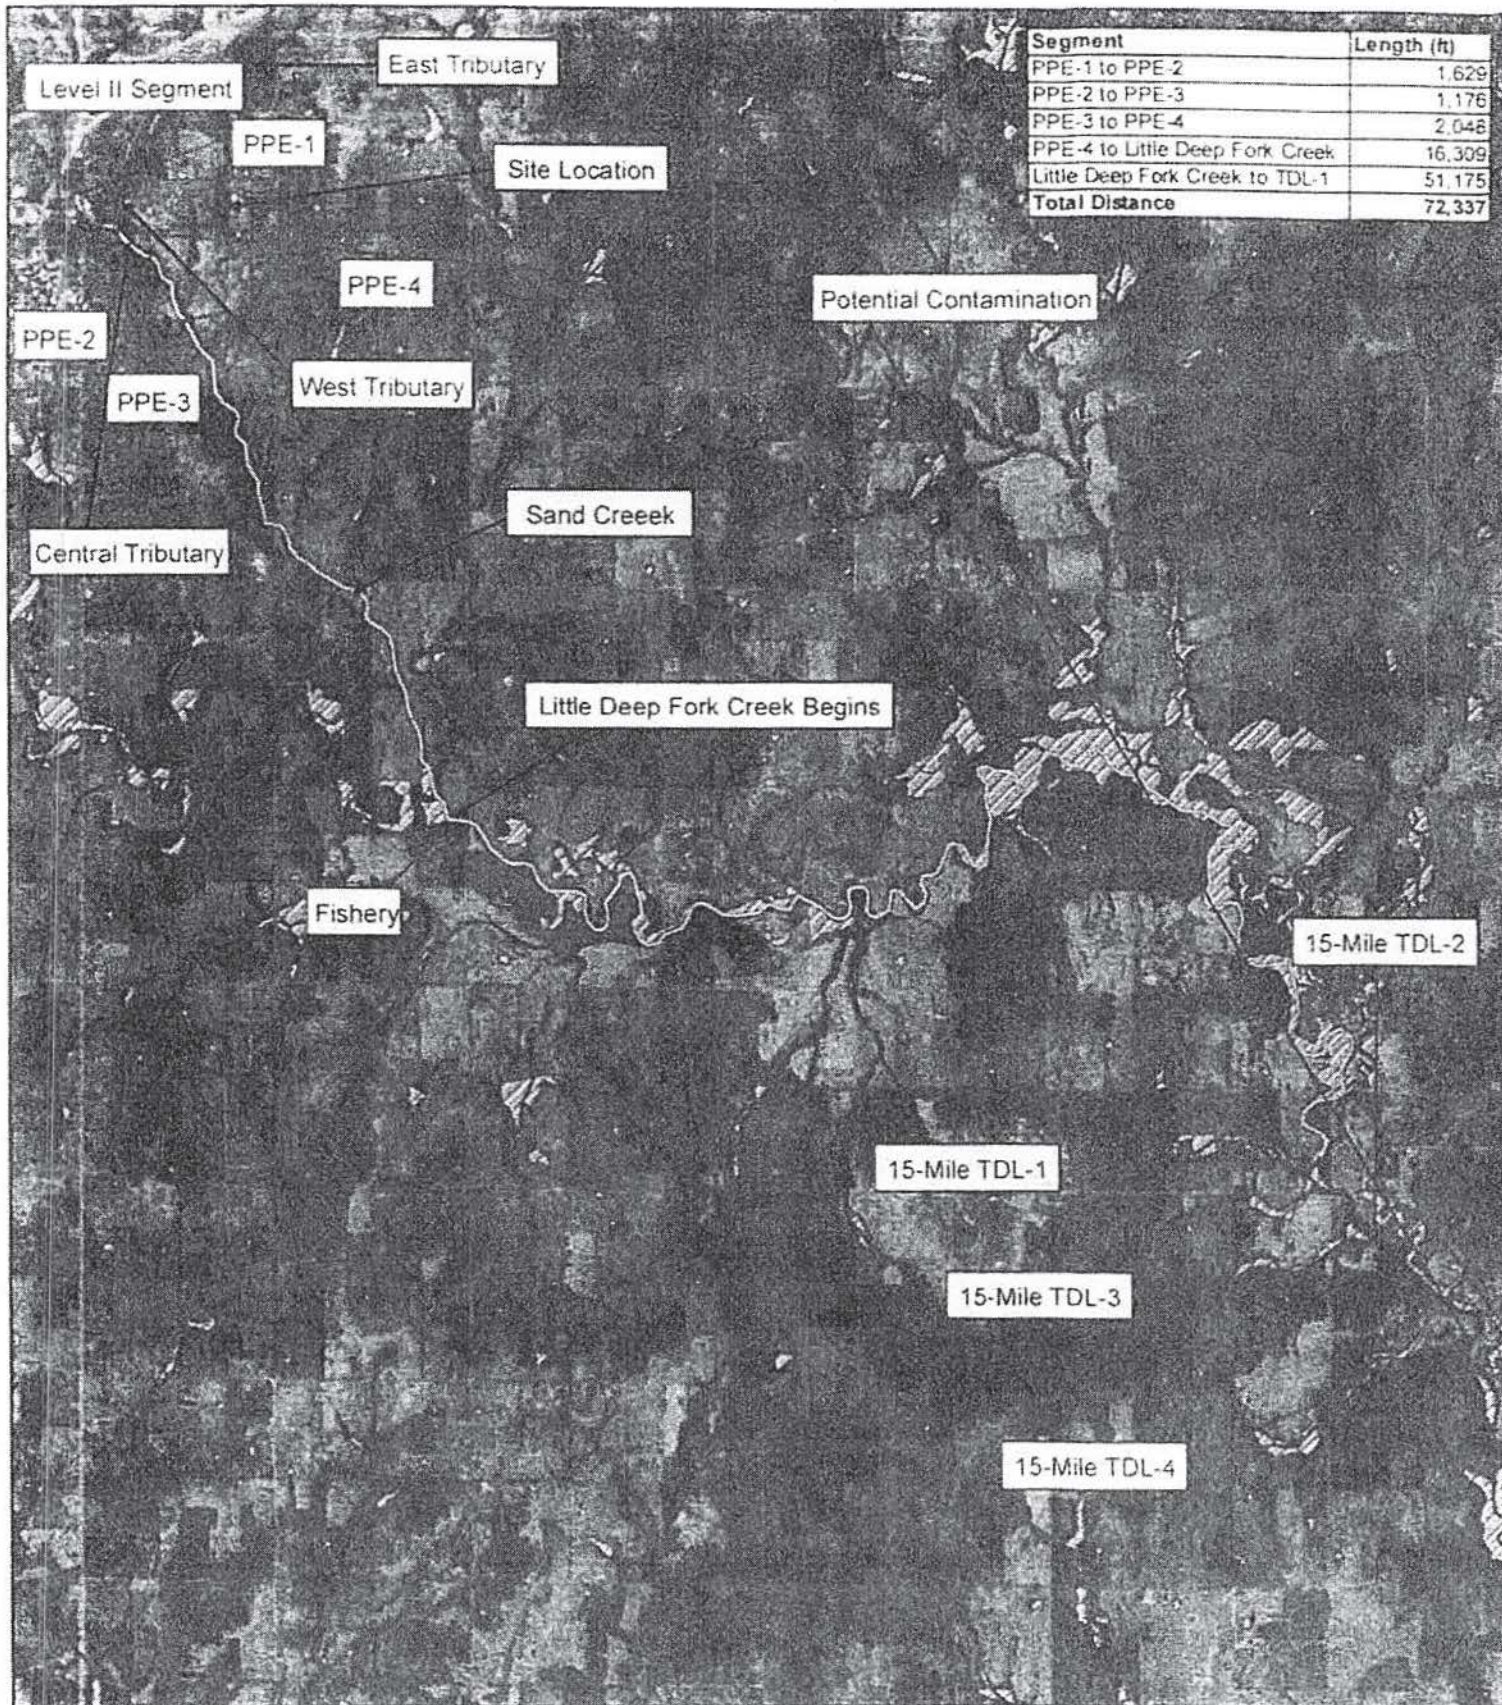 Segment Length (ft)
PPE-1 to PPE-2 1,629
PPE-2 to PPE-3 1,176
PPE-3 to PPE-4 2,048
PPE-4 to Little Deep Fork Creek 16,309
Little Deep Fork Creek to TDL-1 51,175
Total Distance 72,337
East Tributary
Level II Segment
PPE-1
Site Location
PPE-4
Potential Contamination
PPE-2
West Tributary
PPE-3
Sand Creeek
Central Tributary
Little Deep Fork Creek Begins
Fishery
15-Mile TDL-2
15-Mile TDL-1
15-Mile TDL-3
15-Mile TDL-4